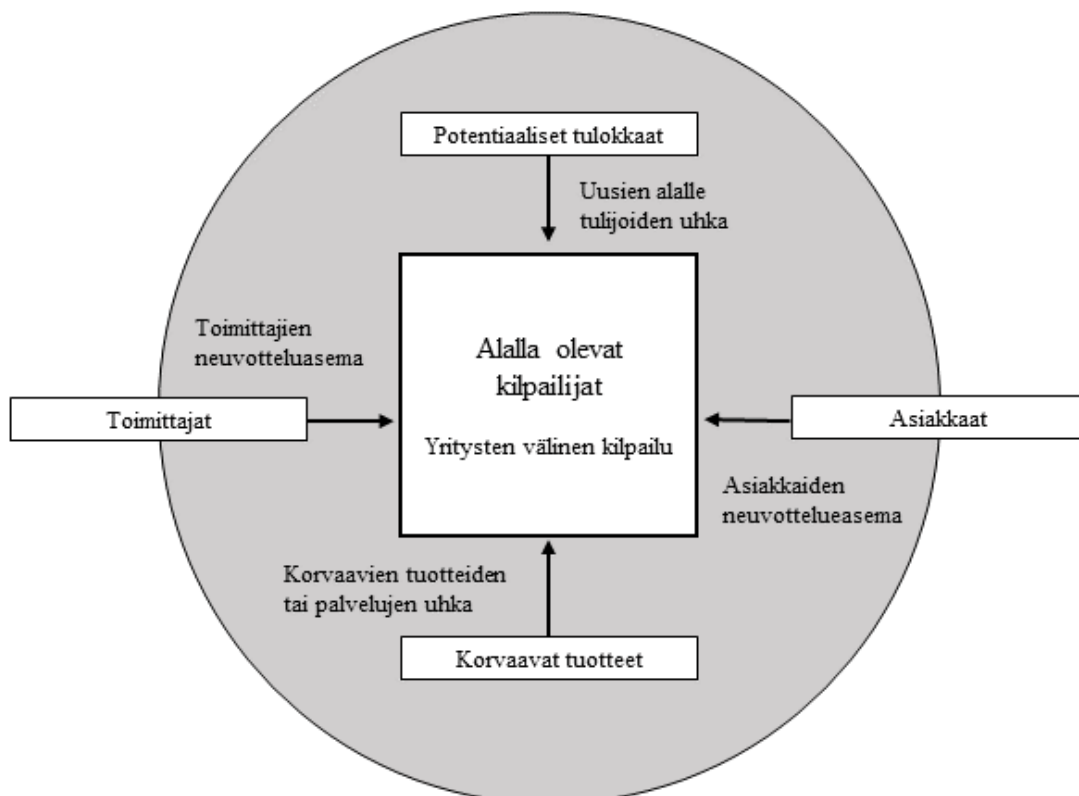 Potentiaaliset tulokkaat
Uusien alalle
tulijoiden uhka
Toimittajien
neuvotteluasema
Alalla olevat
kilpailijat
Toimittajat
Asiakkaat
Yritysten välinen kilpailu
Asiakkaiden
neuvottelueasema
Korvaavien tuotteiden
tai palvelujen uhka
Korvavat tuotteet